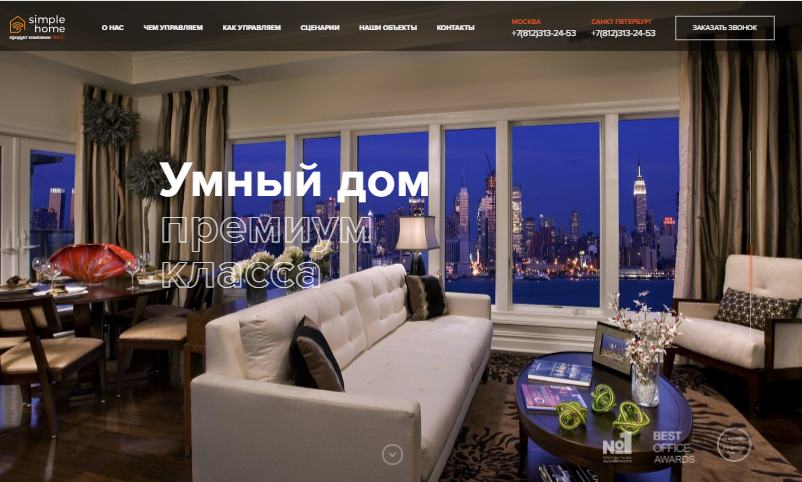 simple
home
продукт компании ПИСС
О НАС
ЧЕМ УПРАВЛЯЕМ
КАК УПРАВЛЯЕМ
СЦЕНАРИИ
НАШИ ОБЪЕКТЫ
КОНТАКТЫ
МОСКВА
+7(812)313-24-53
САНКТ ПЕТЕРБУРГ
+7(812)313-24-53
ЗАКАЗАТЬ ЗВОНОК
Умный дом
премиум
класса
№1
BEST
OFFICE
AWARDS